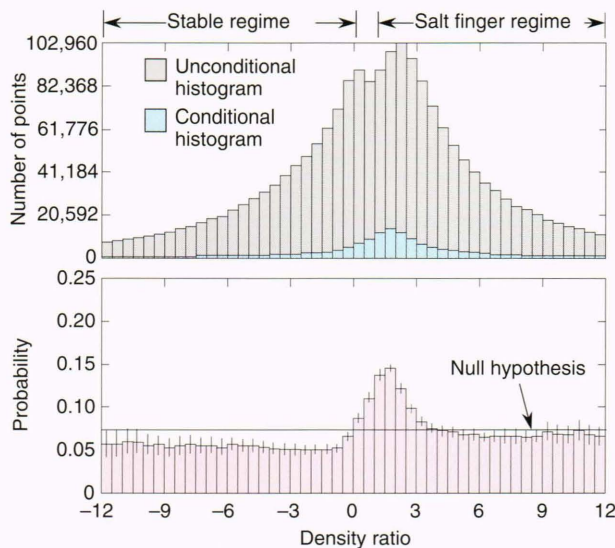 Stable regime
Salt finger regime
102,960
82,368
61,776
41,184
20,592
0
Number of points
Unconditional
histogram
Conditional
histogram
0.25
0.20
0.15
0.10
0.05
0
Probability
Null hypothesis
−12 −9 −6 −3 0 3 6 9 12
Density ratio